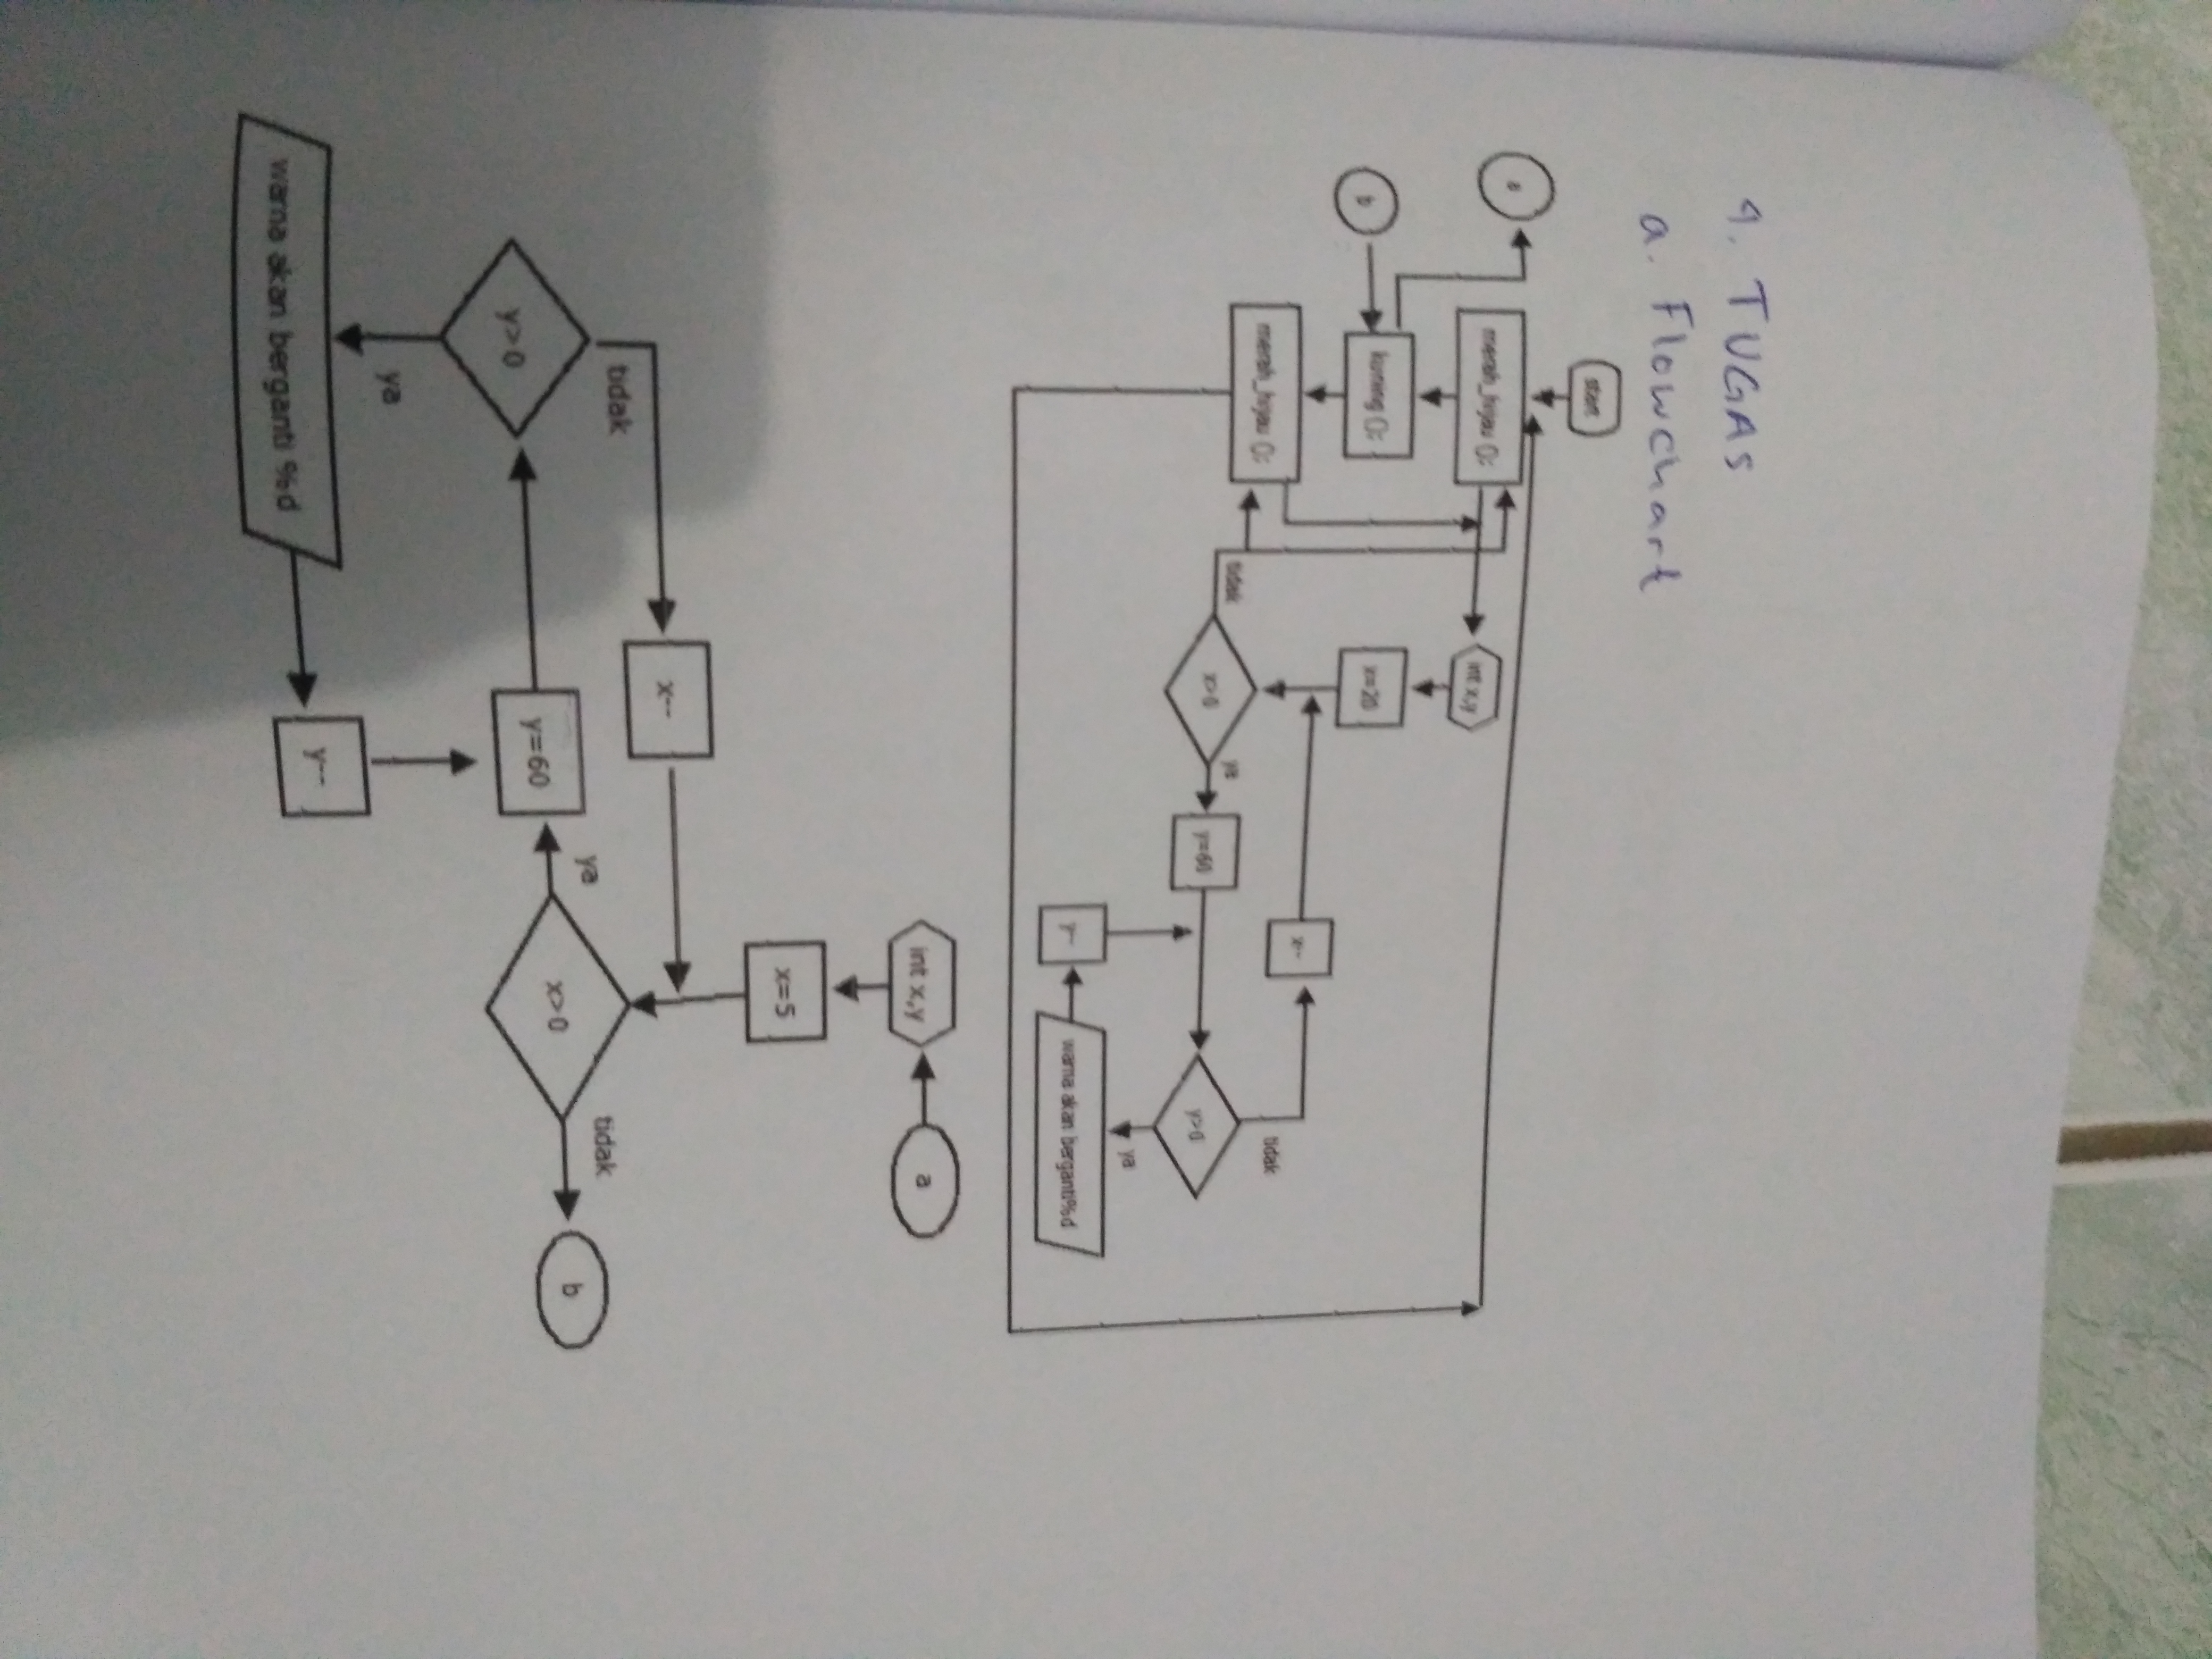 4. TUGAS
a. Flowchart
start
a
merah_hijau ();
int x,y
b
kuning ();
x=20
merah_hijau ();
tidak
x>0
ya
y=60
x--
y--
y>0
tidak
ya
warna akan berganti%d
a
int x,y
x=5
x--
tidak
x>0
tidak
b
ya
y=60
y>0
ya
y--
warna akan berganti %d